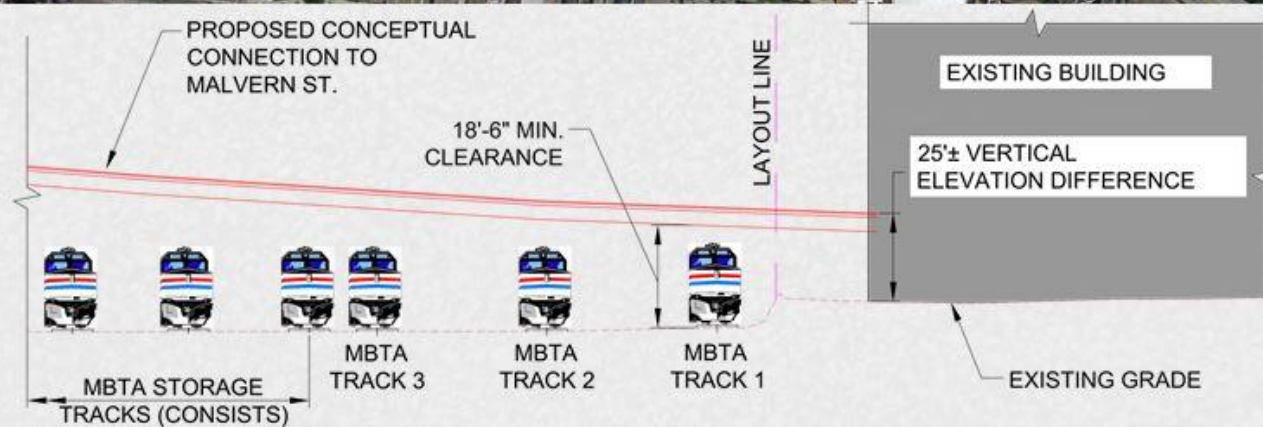 PROPOSED CONCEPTUAL
CONNECTION TO
MALVERN ST.
18'-6" MIN.
CLEARANCE
LAYOUT LINE
EXISTING BUILDING
25'± VERTICAL
ELEVATION DIFFERENCE
MBTA STORAGE
TRACKS (CONSISTS)
MBTA
TRACK 3
MBTA
TRACK 2
MBTA
TRACK 1
EXISTING GRADE